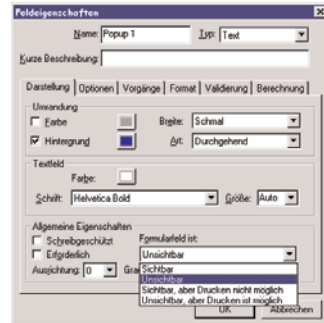 Feldeigenschaften
Name: Popup 1 Typ: Text
Kurze Beschreibung:
Darstellung Optionen Vorgänge Format Validierung Berechnung
Umrandung
Farbe Breite: Schmal
Hintergrund Art: Durchgehend
Textfeld
Farbe:
Schrift: Helvetica Bold Größe: Auto
Allgemeine Eigenschaften
Schreibgeschützt Formularfeld ist:
Erforderlich Unsichtbar
Ausrichtung: 0 Grad
Sichtbar
Unsichtbar
Sichtbar, aber Drucken nicht möglich
Unsichtbar, aber Drucken ist möglich
OK Abbrechen